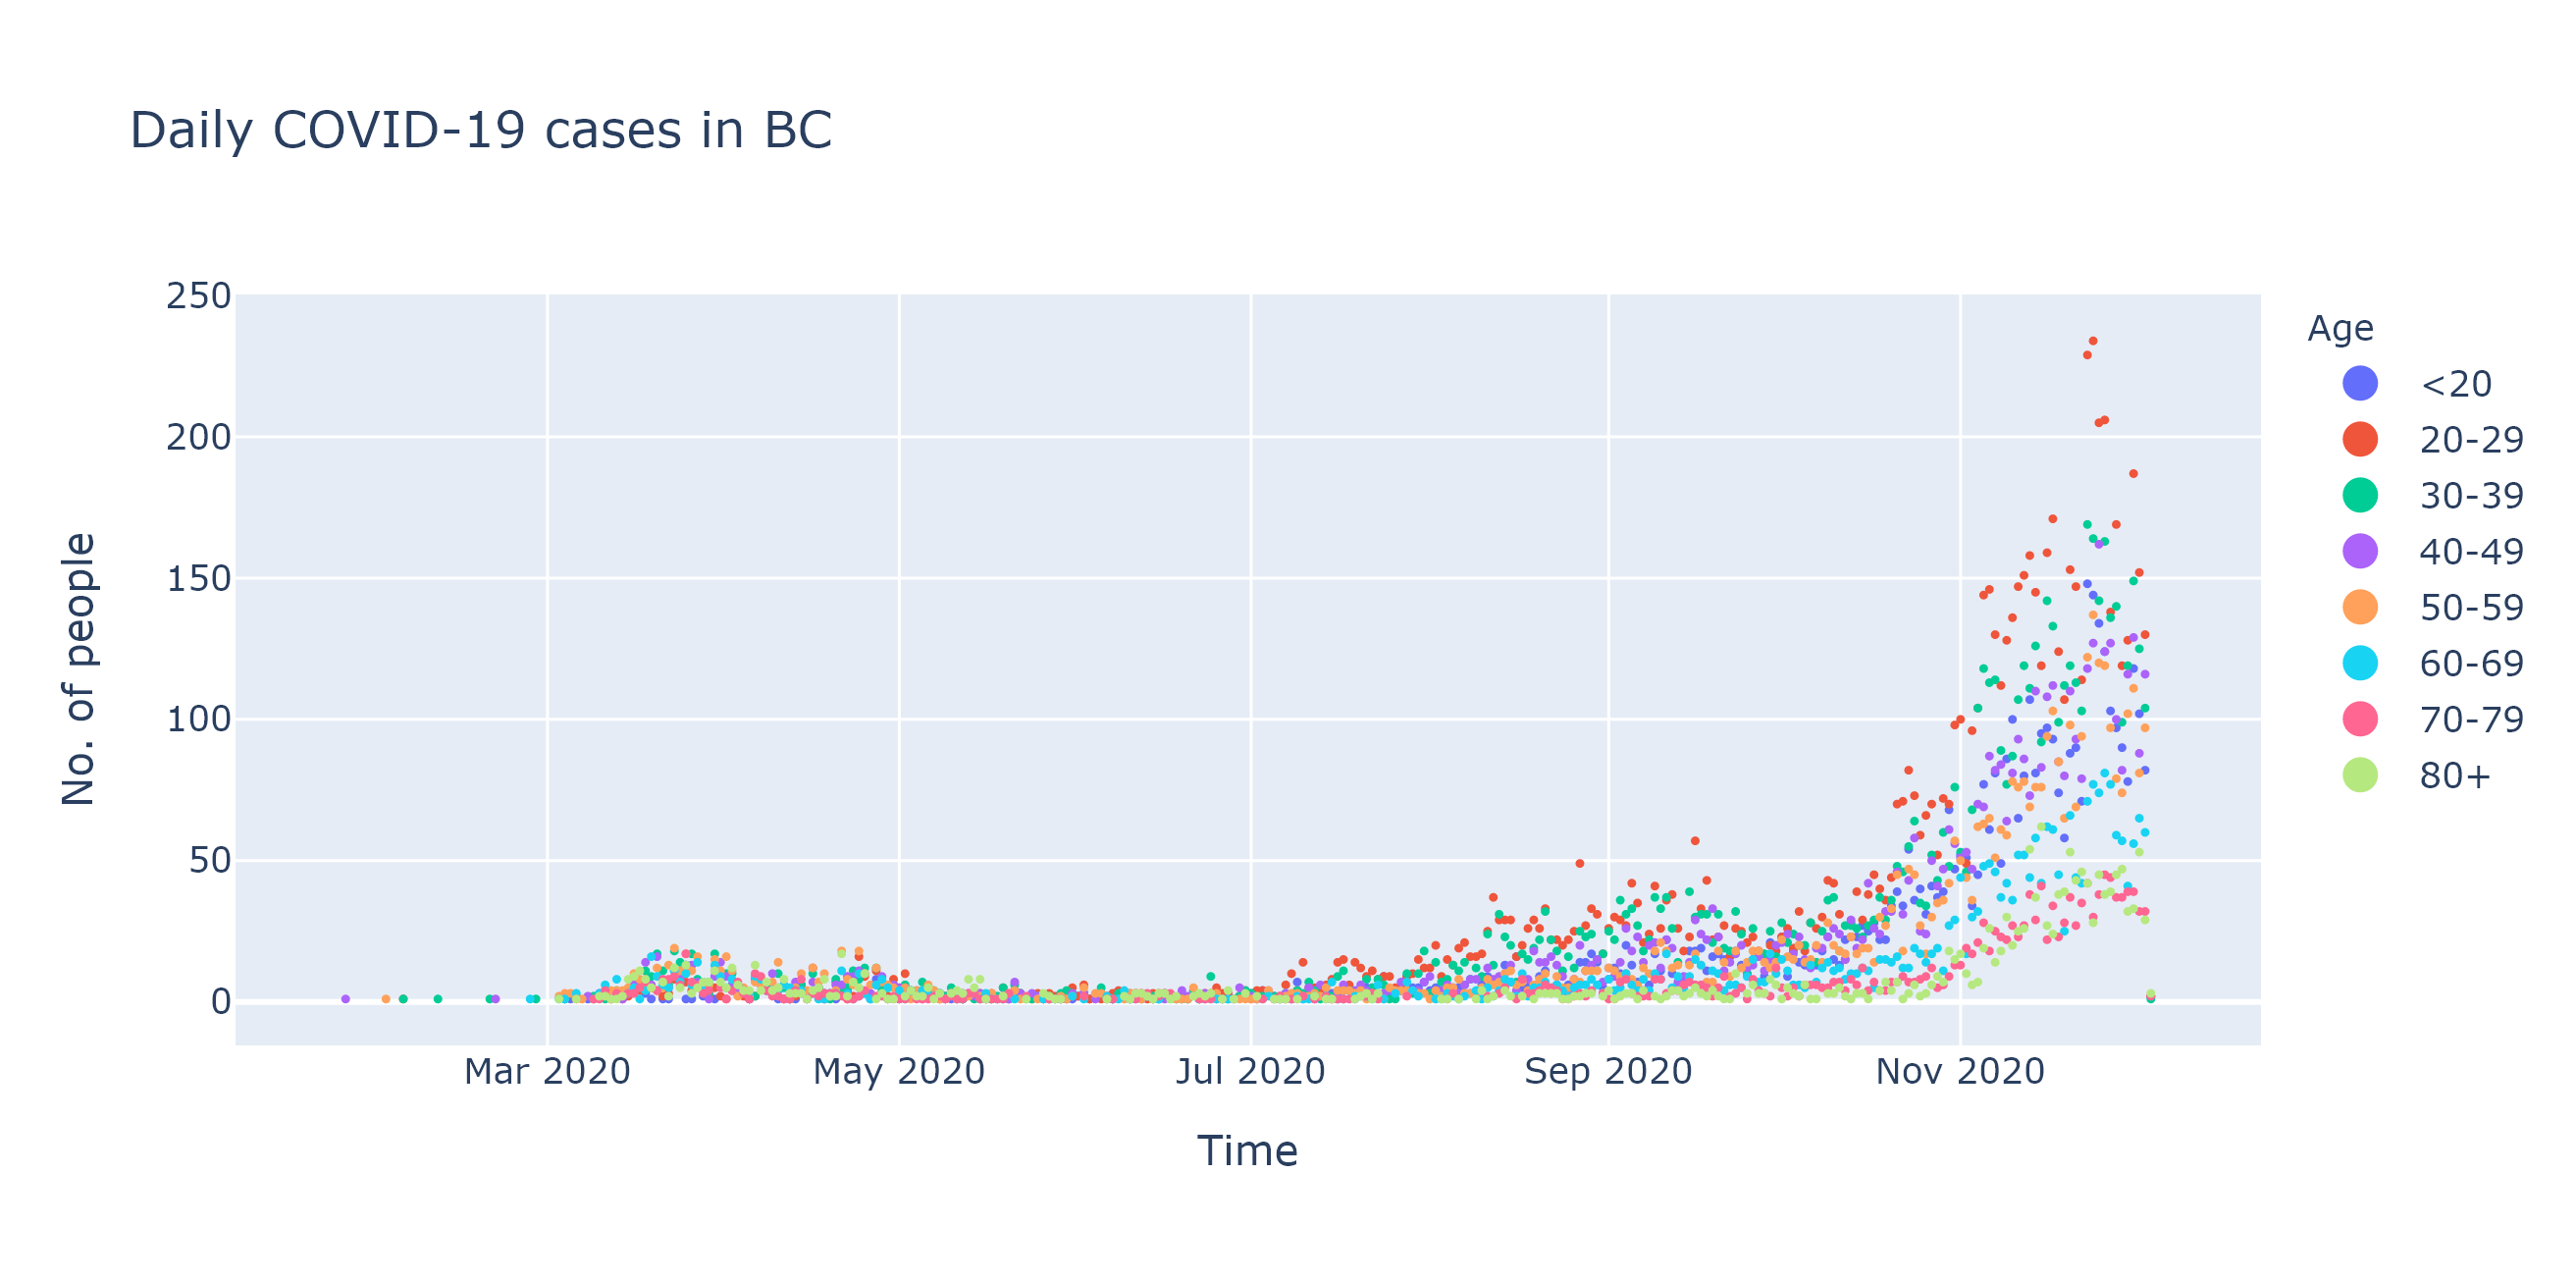 Daily COVID-19 cases in BC
250
200
150
100
50
0
No. of people
Mar 2020
May 2020
Jul 2020
Sep 2020
Nov 2020
Time
Age
<20
20-29
30-39
40-49
50-59
60-69
70-79
80+